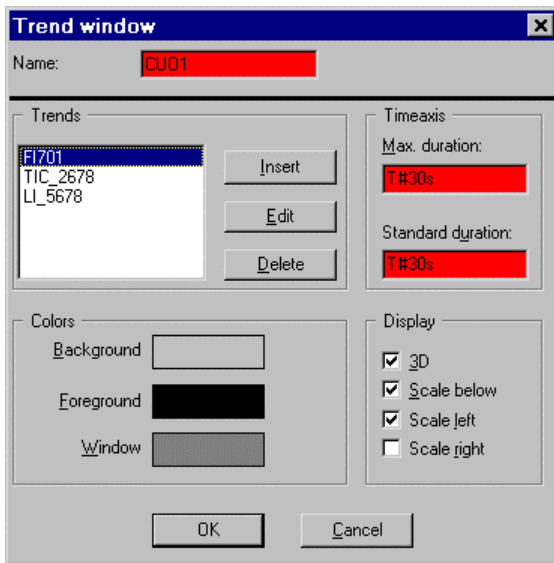 Trend window
Name: CU01
Trends
FI701
TIC_2678
LI_5678
Insert
Edit
Delete
Timeaxis
Max. duration:
T#30s
Standard duration:
T#30s
Colors
Background
Foreground
Window
Display
3D
Scale below
Scale left
Scale right
OK
Cancel